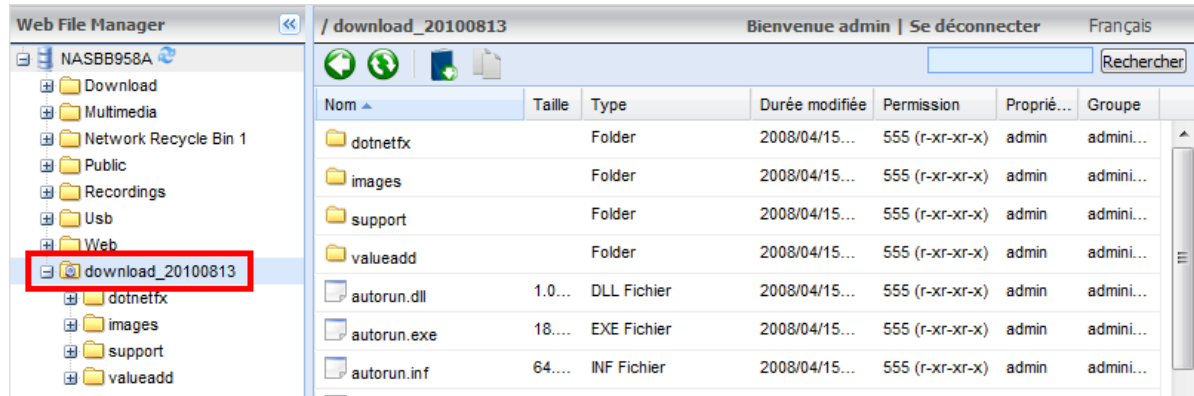 Web File Manager
NASBB958A
Download
Multimedia
Network Recycle Bin 1
Public
Recordings
Usb
Web
download_20100813
dotnetfx
images
support
valueadd
/ download_20100813 Bienvenue admin | Se déconnecter Français
Rechercher
Nom Taille Type Durée modifiée Permission Proprié... Groupe
dotnetfx Folder 2008/04/15... 555 (r-xr-xr-x) admin admini...
images Folder 2008/04/15... 555 (r-xr-xr-x) admin admini...
support Folder 2008/04/15... 555 (r-xr-xr-x) admin admini...
valueadd Folder 2008/04/15... 555 (r-xr-xr-x) admin admini...
autorun.dll 1.0... DLL Fichier 2008/04/15... 555 (r-xr-xr-x) admin admini...
autorun.exe 18.... EXE Fichier 2008/04/15... 555 (r-xr-xr-x) admin admini...
autorun.inf 64.... INF Fichier 2008/04/15... 555 (r-xr-xr-x) admin admini...